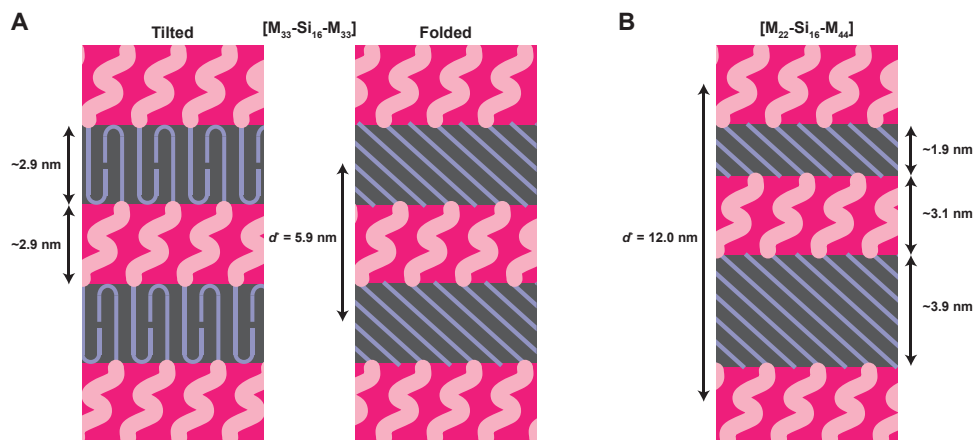 A
[M₃₃-Si₁₆-M₃₃]
Tilted
Folded
~2.9 nm
~2.9 nm
d* = 5.9 nm
B
[M₂₂-Si₁₆-M₄₄]
d* = 12.0 nm
~1.9 nm
~3.1 nm
~3.9 nm